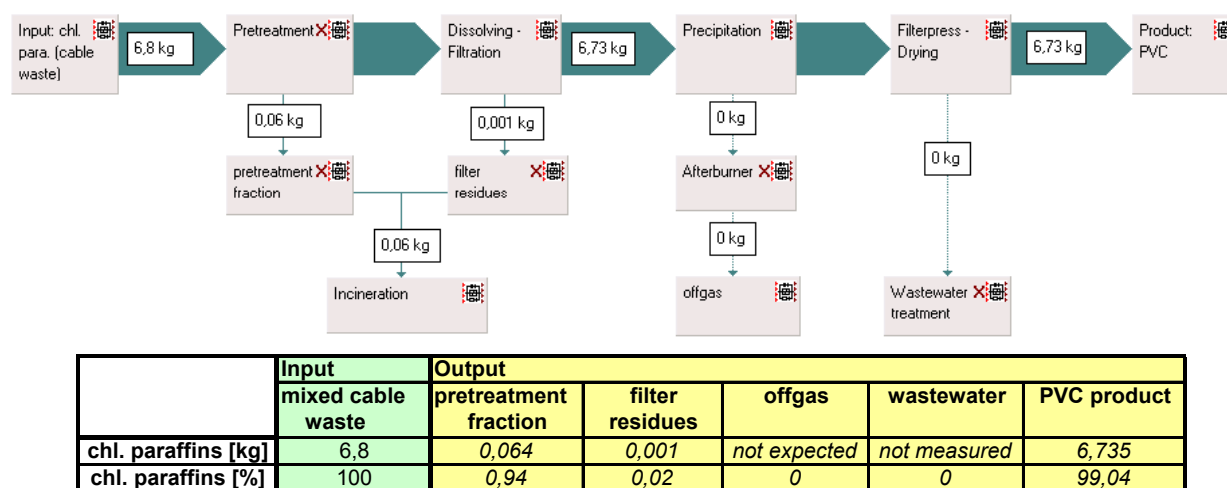 Input: chl.
para. (cable
waste)
6,8 kg
Pretreatment
Dissolving -
Filtration
6,73 kg
Precipitation
Filterpress -
Drying
6,73 kg
Product:
PVC
0,06 kg
0,001 kg
0 kg
0 kg
pretreatment
fraction
filter
residues
Afterburner
0,06 kg
0 kg
Incineration
offgas
Wastewater
treatment
Input Output
mixed cable waste pretreatment fraction filter residues offgas wastewater PVC product
chl. paraffins [kg] 6,8 0,064 0,001 not expected not measured 6,735
chl. paraffins [%] 100 0,94 0,02 0 0 99,04